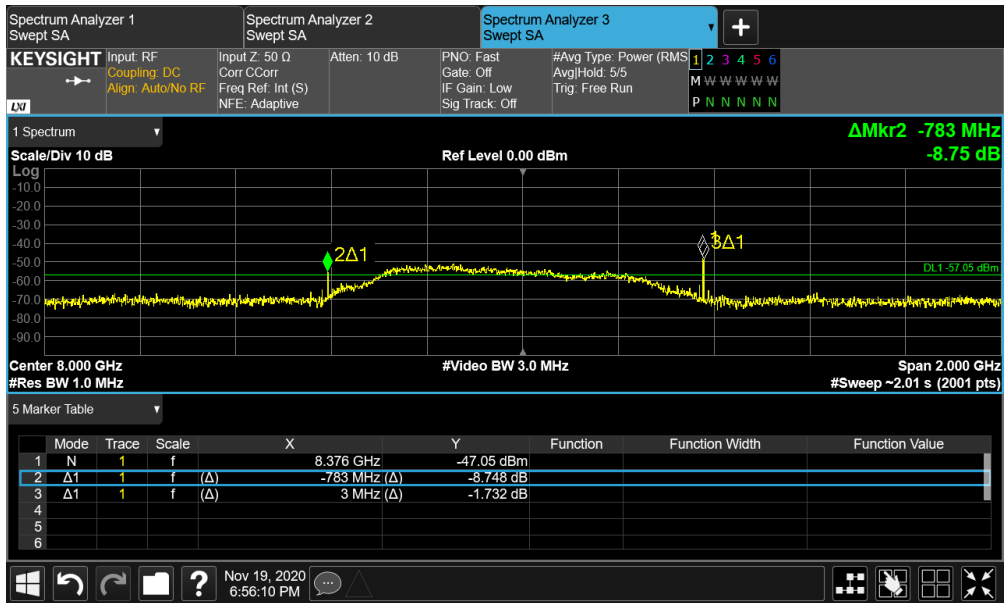 Spectrum Analyzer 1
Swept SA
Spectrum Analyzer 2
Swept SA
Spectrum Analyzer 3
Swept SA
KEYSIGHT
LXI
Input: RF
Coupling: DC
Align: Auto/No RF
Input Z: 50 Ω
Corr CCorr
Freq Ref: Int (S)
NFE: Adaptive
Atten: 10 dB
PNO: Fast
Gate: Off
IF Gain: Low
Sig Track: Off
#Avg Type: Power (RMS
Avg|Hold: 5/5
Trig: Free Run
1 2 3 4 5 6
M W W W W W
P N N N N N
1 Spectrum
ΔMkr2 -783 MHz
-8.75 dB
Scale/Div 10 dB
Ref Level 0.00 dBm
Log
-10.0
-20.0
-30.0
-40.0
-50.0
-60.0
-70.0
-80.0
-90.0
2Δ1
3Δ1
DL1 -57.05 dBm
Center 8.000 GHz
#Video BW 3.0 MHz
Span 2.000 GHz
#Res BW 1.0 MHz
#Sweep ~2.01 s (2001 pts)
5 Marker Table
Mode Trace Scale X Y Function Function Width Function Value
1 N 1 f 8.376 GHz -47.05 dBm
2 Δ1 1 f (Δ) -783 MHz (Δ) -8.748 dB
3 Δ1 1 f (Δ) 3 MHz (Δ) -1.732 dB
4
5
6
?
Nov 19, 2020
6:56:10 PM